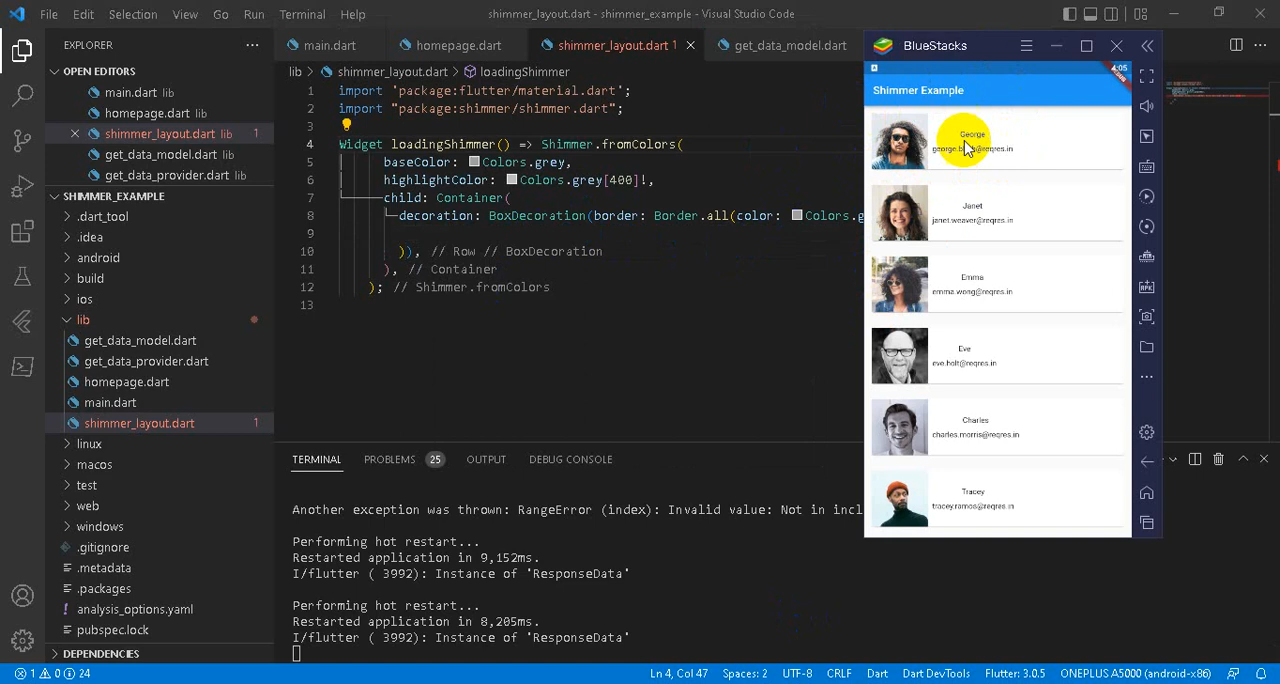 File Edit Selection View Go Run Terminal Help
shimmer_layout.dart - shimmer_example - Visual Studio Code
EXPLORER
OPEN EDITORS
main.dart lib
homepage.dart lib
shimmer_layout.dart lib 1
get_data_model.dart lib
get_data_provider.dart lib
SHIMMER_EXAMPLE
.dart_tool
.idea
android
build
ios
lib
get_data_model.dart
get_data_provider.dart
homepage.dart
main.dart
shimmer_layout.dart 1
linux
macos
test
web
windows
.gitignore
.metadata
.packages
analysis_options.yaml
pubspec.lock
DEPENDENCIES
main.dart homepage.dart shimmer_layout.dart 1 get_data_model.dart
lib > shimmer_layout.dart > loadingShimmer
1 import 'package:flutter/material.dart';
2 import "package:shimmer/shimmer.dart";
3
4 Widget loadingShimmer() => Shimmer.fromColors(
5 baseColor: Colors.grey,
6 highlightColor: Colors.grey[400]!,
7 child: Container(
8 decoration: BoxDecoration(border: Border.all(color: Colors.g
10 )), // Row // BoxDecoration
11 ), // Container
12 ); // Shimmer.fromColors
13
TERMINAL PROBLEMS 25 OUTPUT DEBUG CONSOLE
Another exception was thrown: RangeError (index): Invalid value: Not in incl
Performing hot restart...
Restarted application in 9,152ms.
I/flutter ( 3992): Instance of 'ResponseData'
Performing hot restart...
Restarted application in 8,205ms.
I/flutter ( 3992): Instance of 'ResponseData'
BlueStacks
Shimmer Example
George
Janet
janet.weaver@reqres.in
Emma
emma.wong@reqres.in
Eve
eve.holt@reqres.in
Charles
charles.morris@reqres.in
Tracey
tracey.ramos@reqres.in
1 0 24 Ln 4, Col 47 Spaces: 2 UTF-8 CRLF Dart Dart DevTools Flutter: 3.0.5 ONEPLUS A5000 (android-x86)